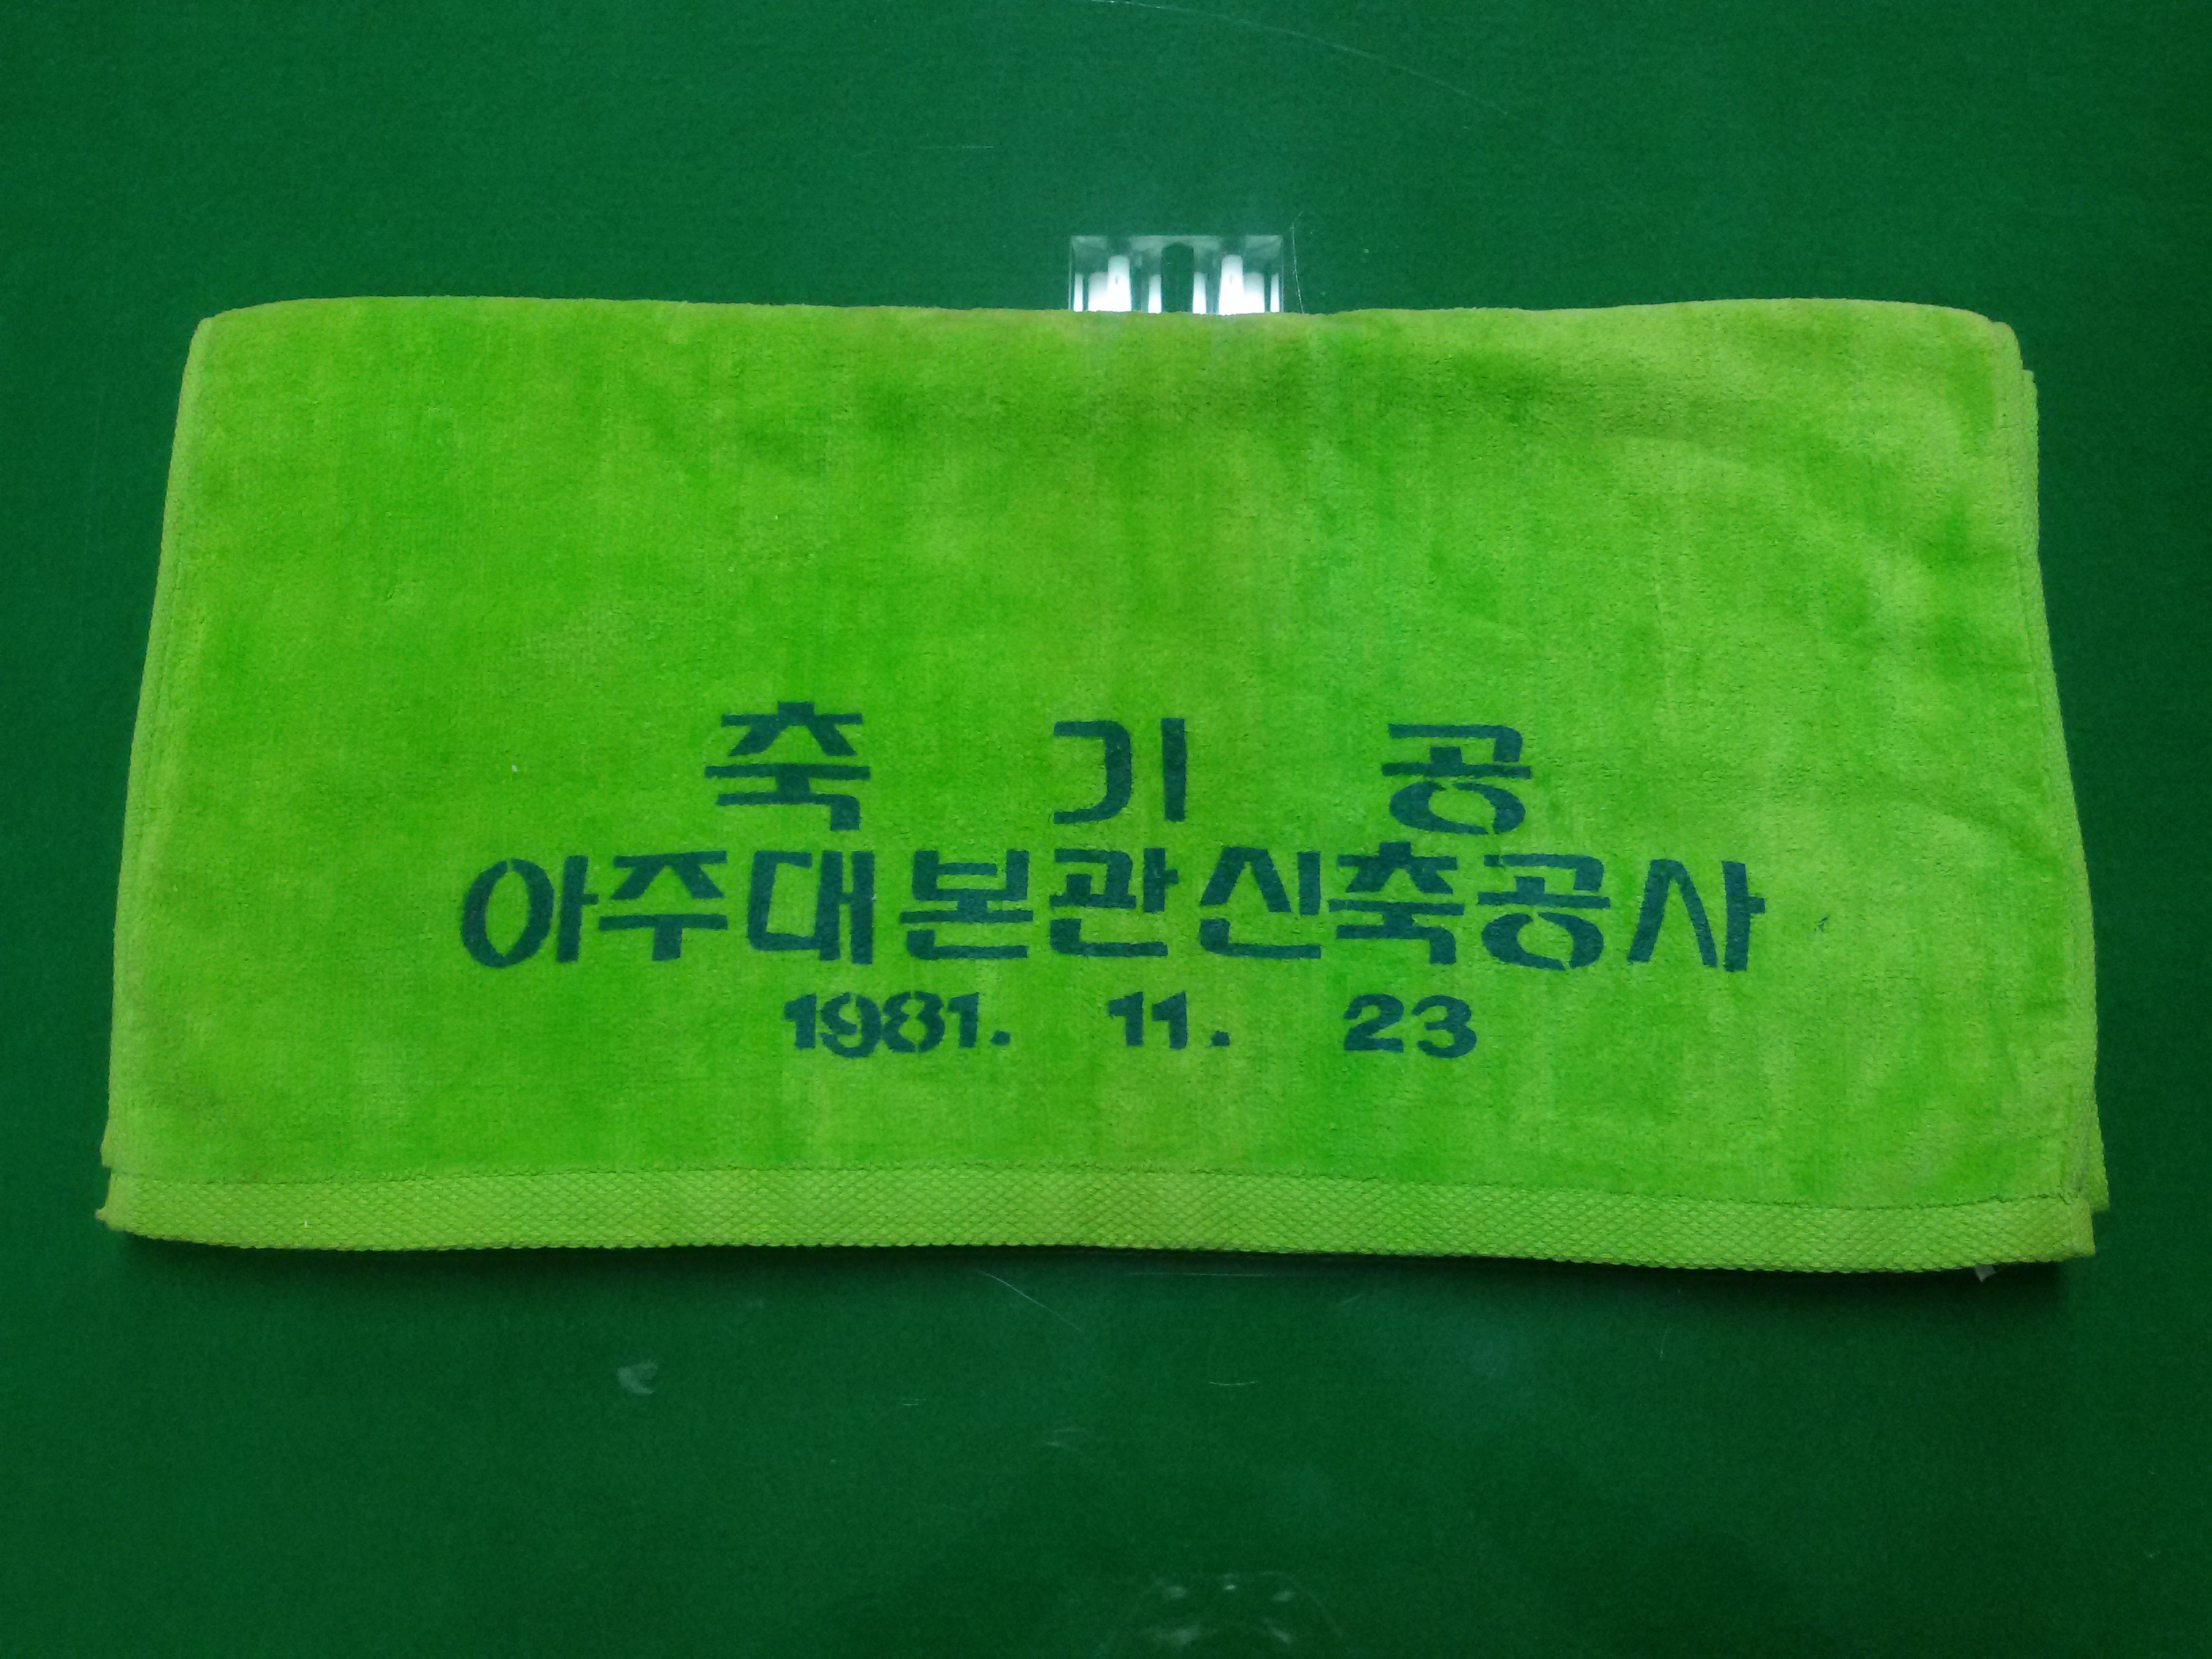 축 기 공
아주대본관신축공사
1981. 11. 23